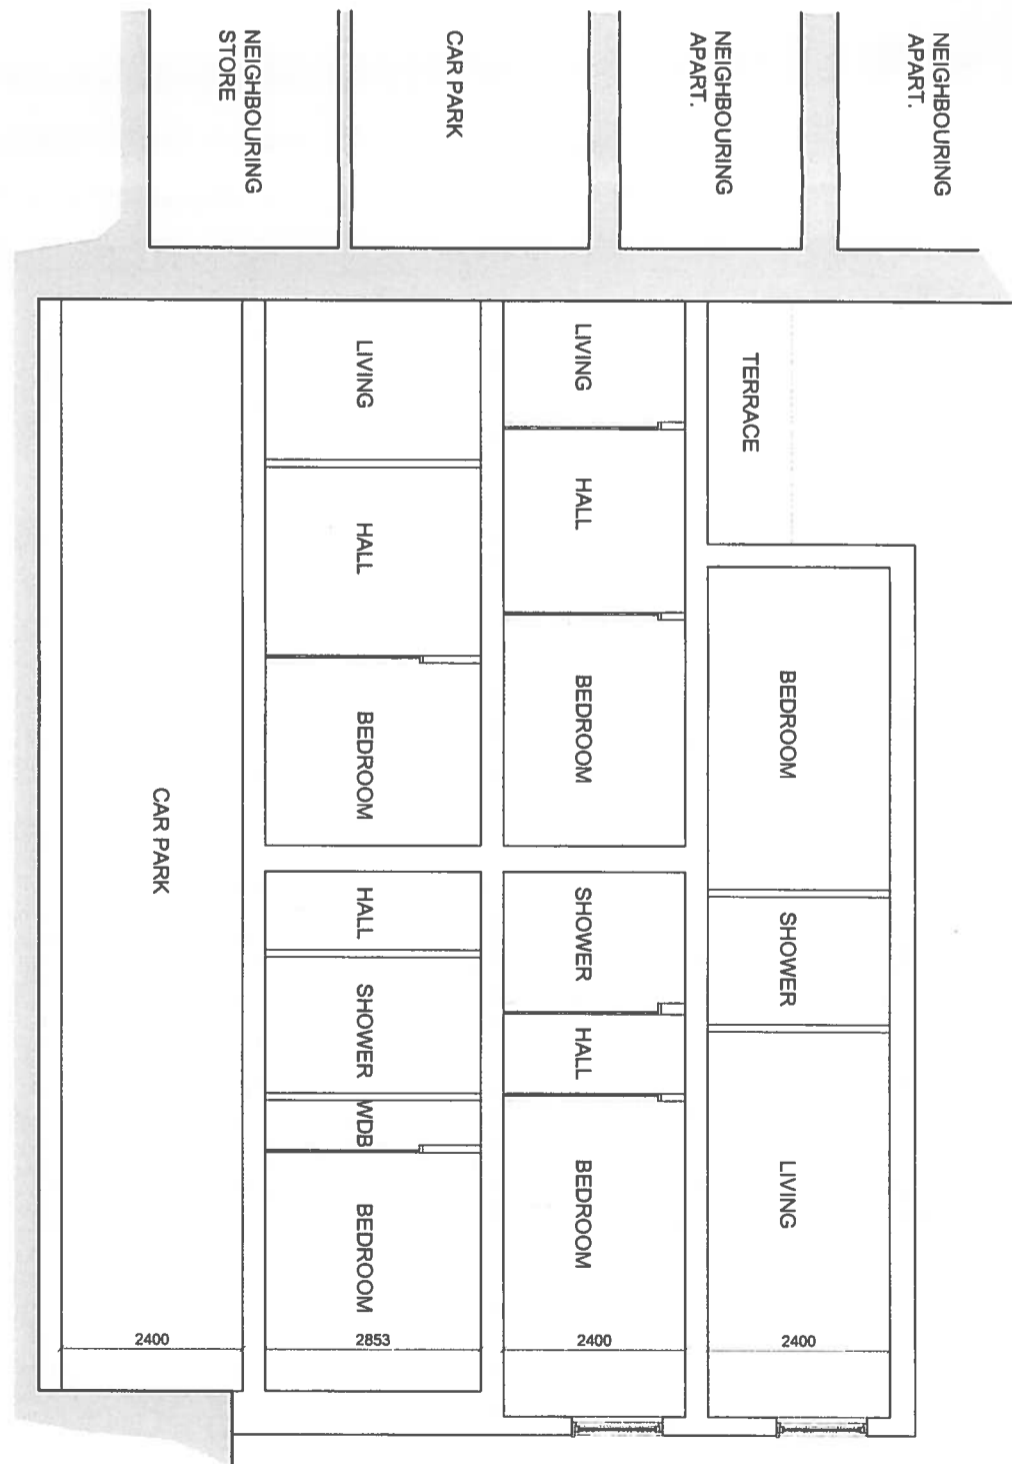 NEIGHBOURING
APART.
NEIGHBOURING
APART.
CAR PARK
NEIGHBOURING
STORE
TERRACE
BEDROOM
SHOWER
LIVING
2400
LIVING
HALL
BEDROOM
SHOWER
HALL
BEDROOM
2400
LIVING
HALL
BEDROOM
HALL
SHOWER
WDB
BEDROOM
2853
CAR PARK
2400